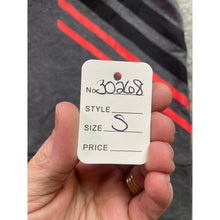 No 30268
STYLE
SIZE S
PRICE